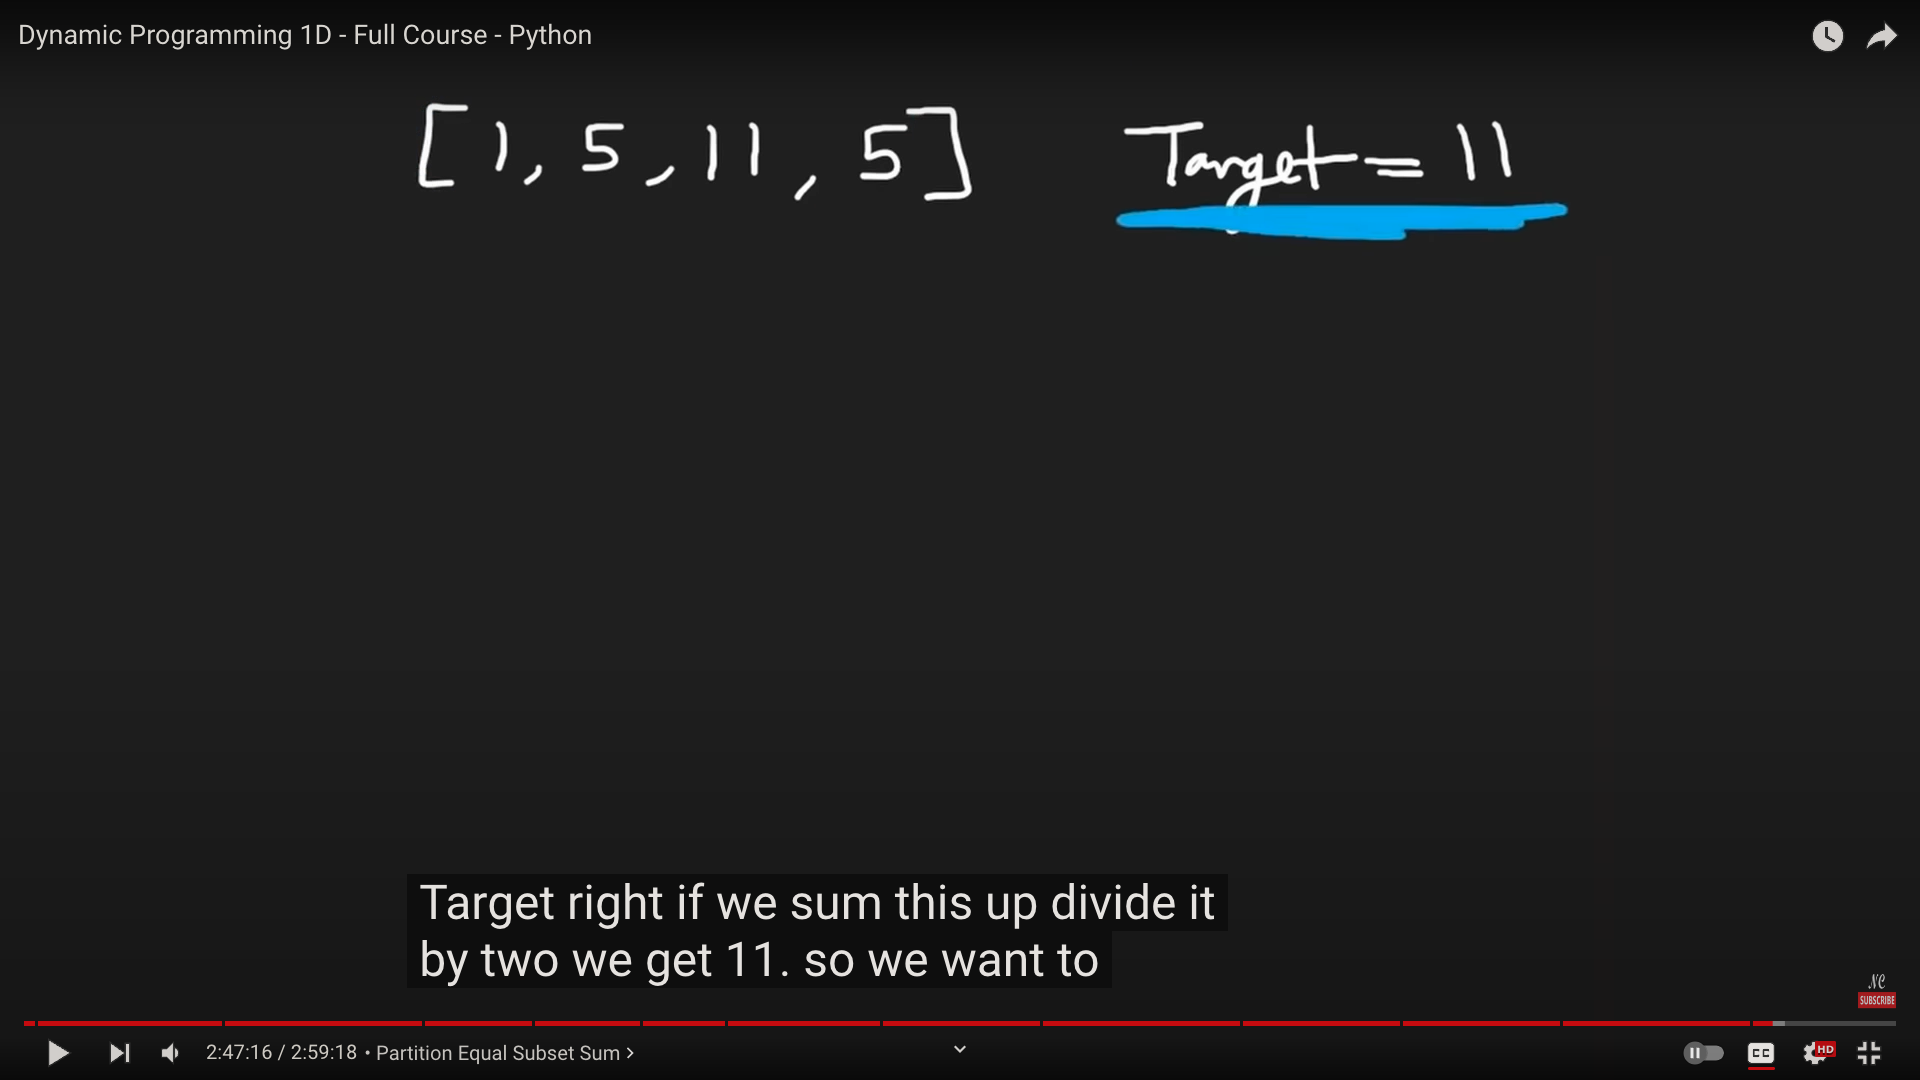 Dynamic Programming 1D - Full Course - Python
[1, 5, 11, 5] Target = 11
Target right if we sum this up divide it
by two we get 11. so we want to
NC
SUBSCRIBE
2:47:16 / 2:59:18 • Partition Equal Subset Sum >
CC
HD